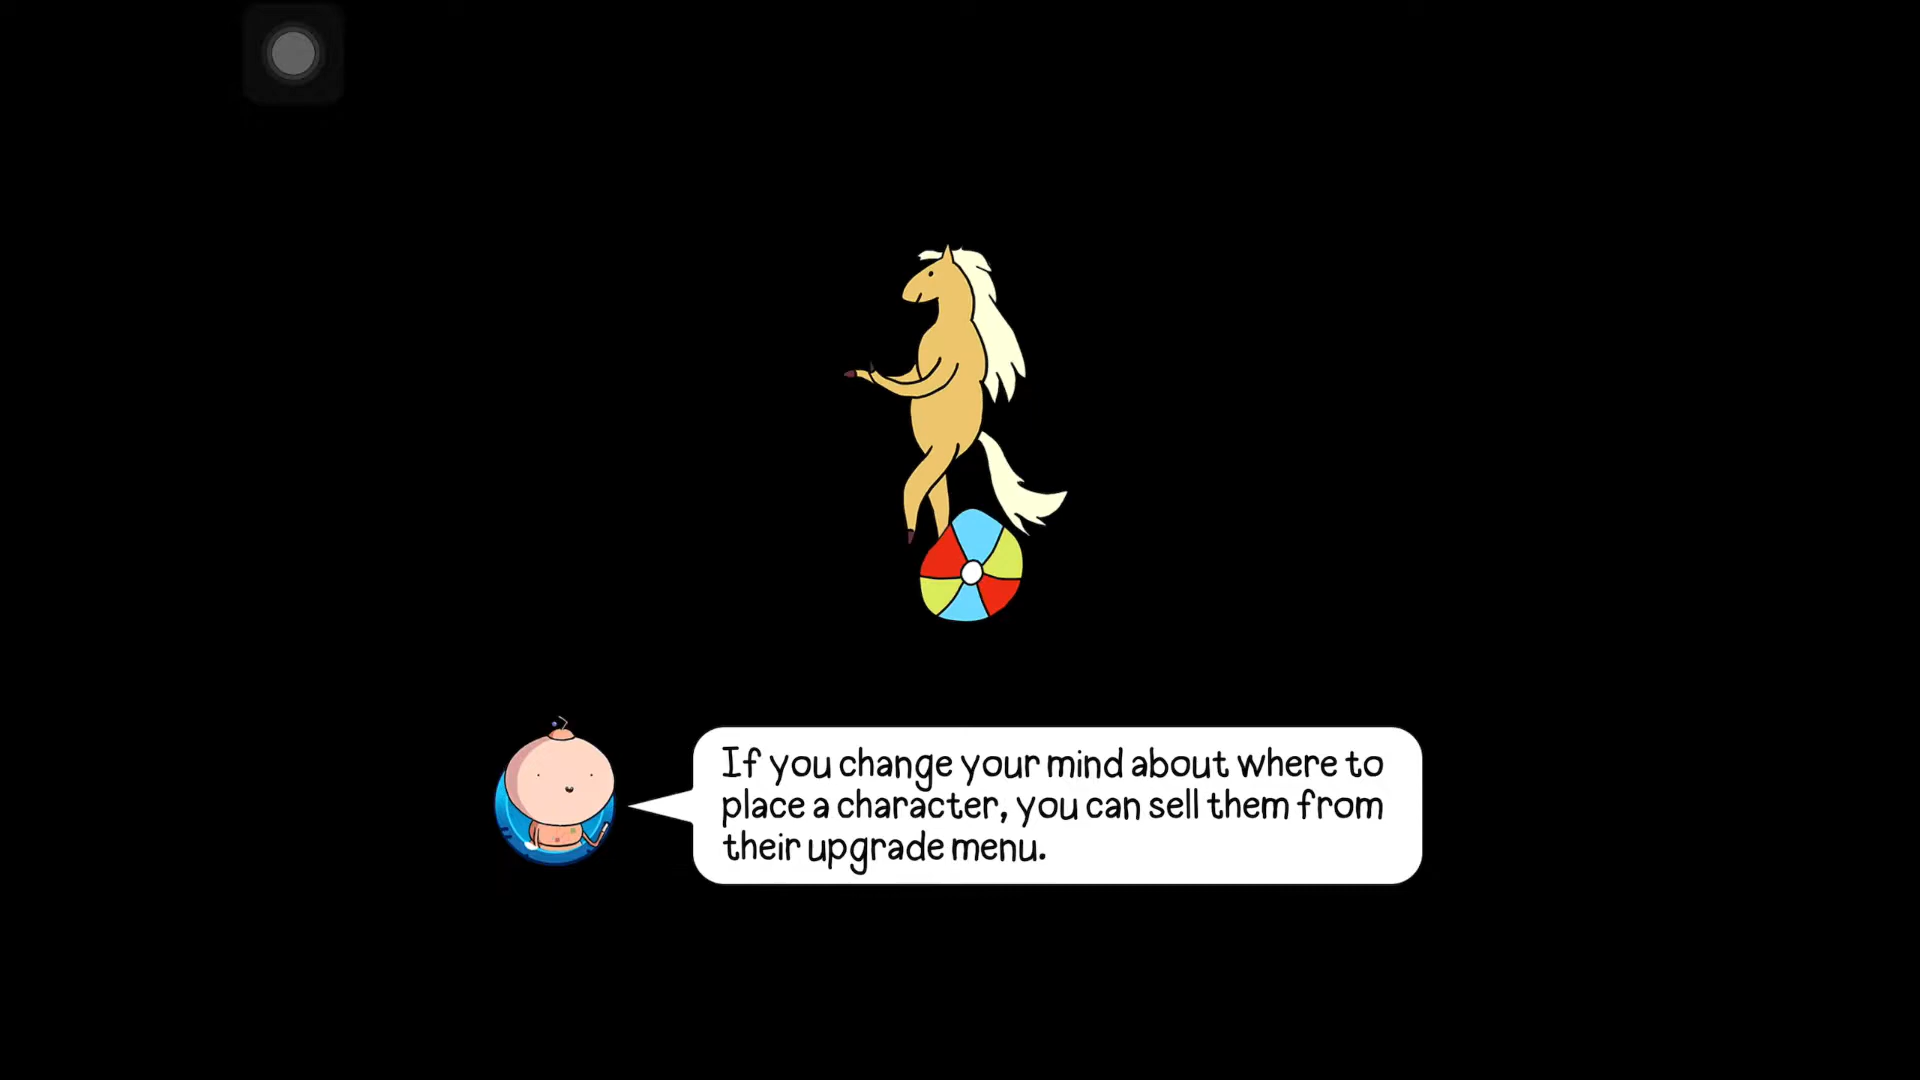 If you change your mind about where to
place a character, you can sell them from
their upgrade menu.